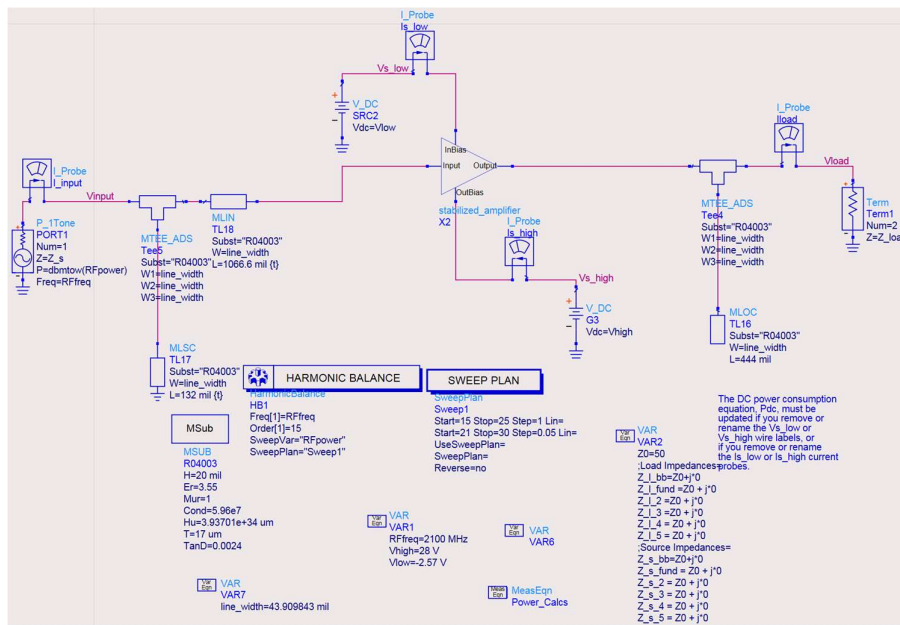 I_Probe
Is_low
Vs_low
V_DC
SRC2
Vdc=Vlow
I_Probe
Iload
Vload
InBias
Input
Output
OutBias
stabilized_amplifier
X2
I_Probe
I_input
Vinput
P_1Tone
PORT1
Num=1
Z=Z_s
P=dbmtow(RFpower)
Freq=RFfreq
MTEE_ADS
Tee5
Subst="R04003"
W1=line_width
W2=line_width
W3=line_width
MLIN
TL18
Subst="R04003"
W=line_width
L=1066.6 mil {t}
I_Probe
Is_high
Vs_high
V_DC
G3
Vdc=Vhigh
MTEE_ADS
Tee4
Subst="R04003"
W1=line_width
W2=line_width
W3=line_width
Term
Term1
Num=2
MLOC
TL16
Subst="R04003"
W=line_width
L=444 mil
MLSC
TL17
Subst="R04003"
W=line_width
L=132 mil {t}
HARMONIC BALANCE
HarmonicBalance
HB1
Freq[1]=RFfreq
Order[1]=15
SweepVar="RFpower"
SweepPlan="Sweep1"
SWEEP PLAN
SweepPlan
Sweep1
Start=15 Stop=25 Step=1 Lin=
Start=21 Stop=30 Step=0.05 Lin=
UseSweepPlan=
SweepPlan=
Reverse=no
The DC power consumption
equation, Pdc, must be
updated if you remove or
rename the Vs_low or
Vs_high wire labels, or
if you remove or rename
the Is_low or Is_high current
probes.
MSub
MSUB
R04003
H=20 mil
Er=3.55
Mur=1
Cond=5.96e7
Hu=3.93701e+34 um
T=17 um
TanD=0.0024
Var
Eqn
VAR
VAR1
RFfreq=2100 MHz
Vhigh=28 V
Vlow=-2.57 V
Var
Eqn
VAR
VAR6
Meas
Eqn
MeasEqn
Power_Calcs
Var
Eqn
VAR
VAR7
line_width=43.909843 mil
Var
Eqn
VAR
VAR2
Z0=50
;Load Impedances=
Z_l_bb=Z0+j*0
Z_l_fund =Z0 + j*0
Z_l_2 = Z0 + j*0
Z_l_3 = Z0 + j*0
Z_l_4 = Z0 + j*0
Z_l_5 = Z0 + j*0
;Source Impedances=
Z_s_bb=Z0+j*0
Z_s_fund = Z0 + j*0
Z_s_2 = Z0 + j*0
Z_s_3 = Z0 + j*0
Z_s_4 = Z0 + j*0
Z_s_5 = Z0 + j*0